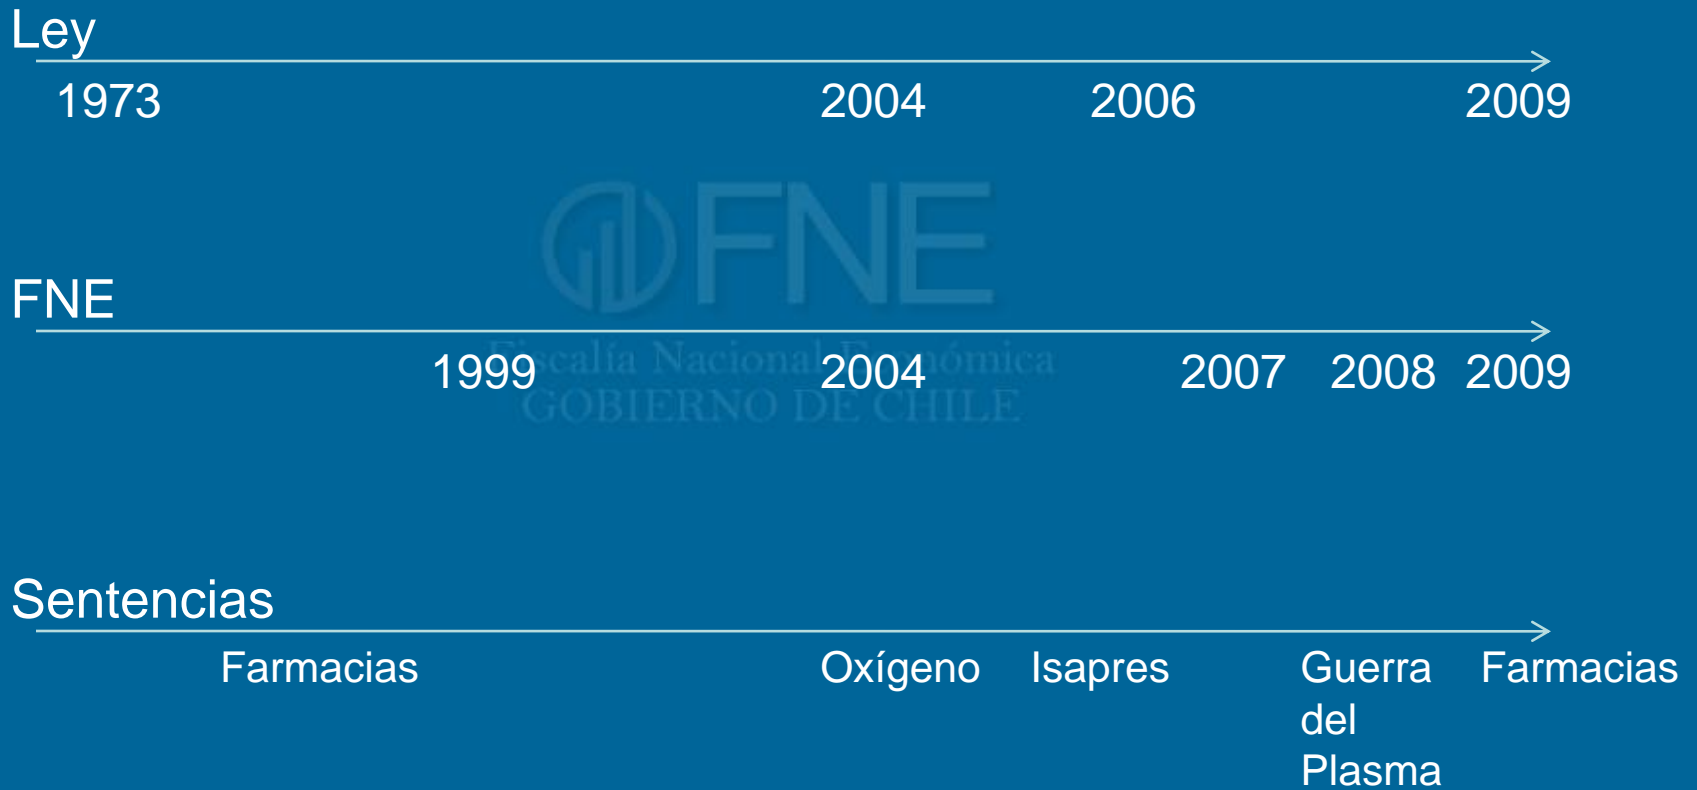 Ley
1973 2004 2006 2009
FNE
FNE
1999 2004 2007 2008 2009
Fiscalía Nacional Económica
GOBIERNO DE CHILE
Sentencias
Farmacias Oxígeno Isapres Guerra Farmacias
del
Plasma